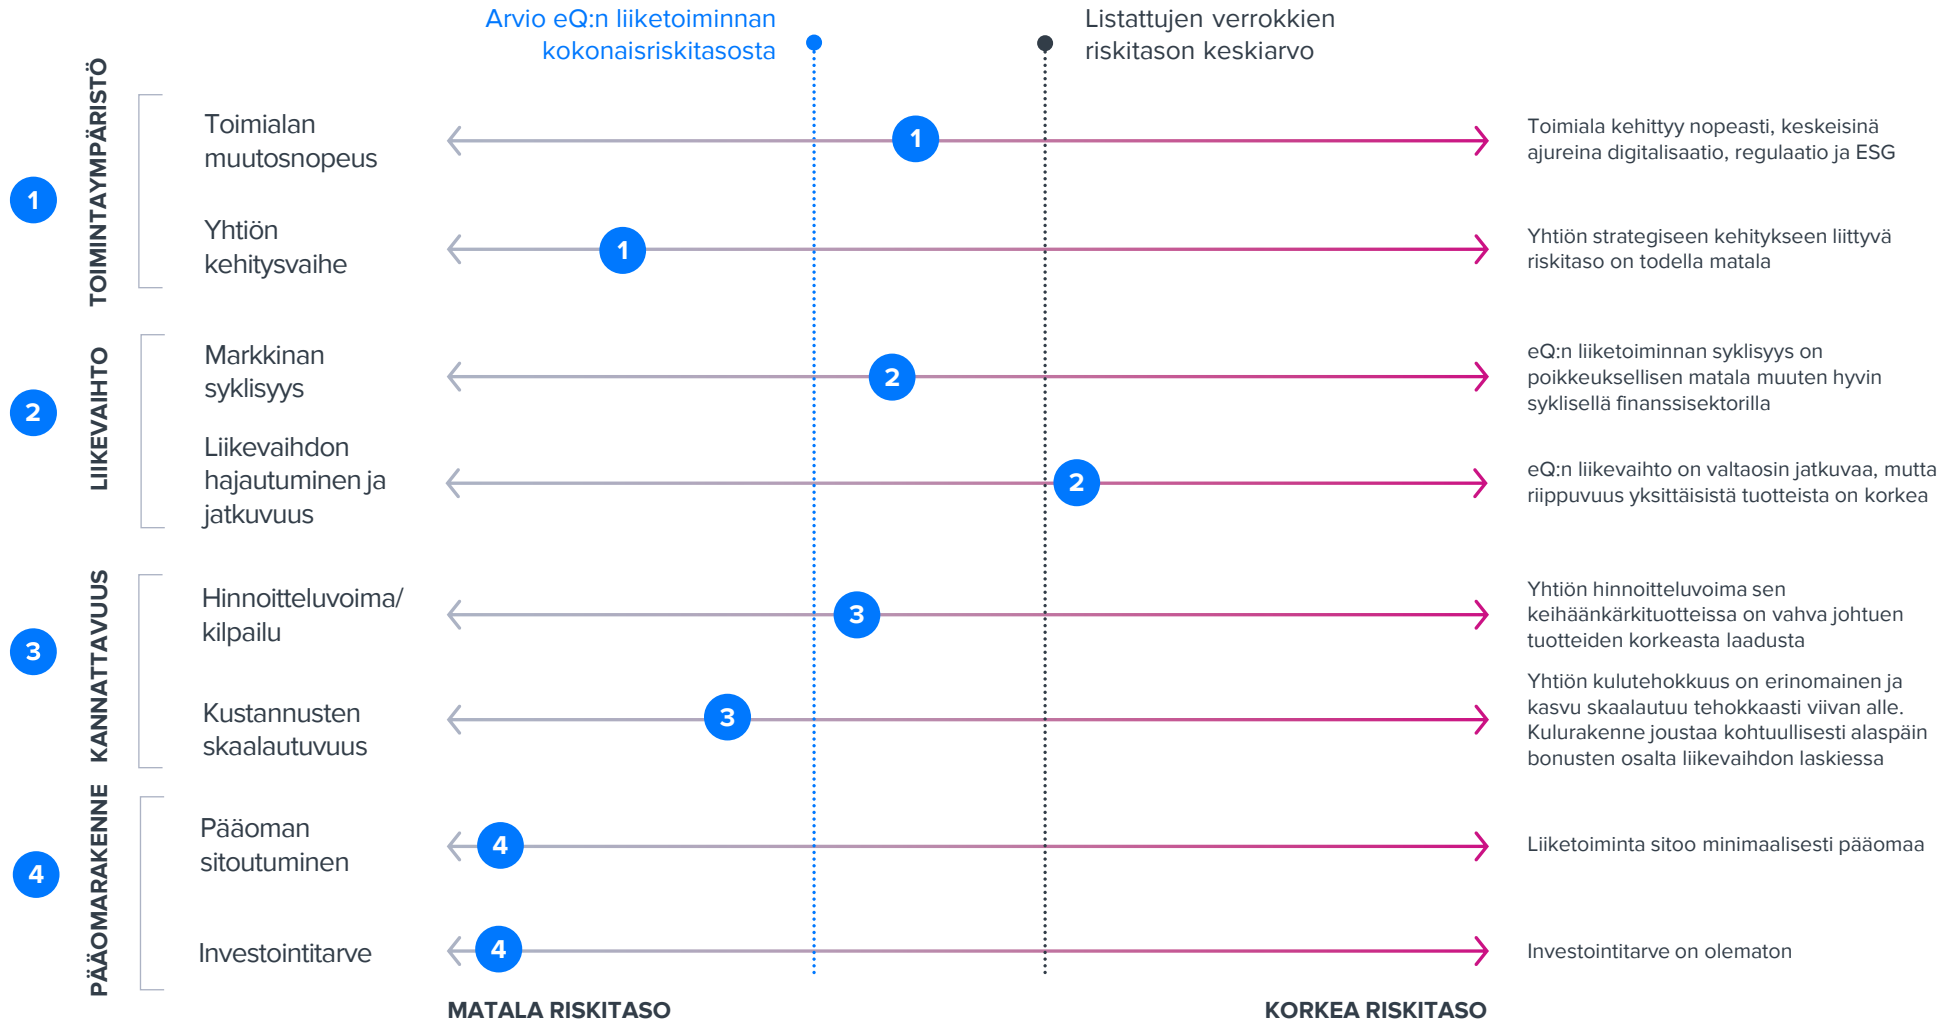 Arvio eQ:n liiketoiminnan
kokonaisriskitasosta
Listattujen verrokkien
riskitason keskiarvo
TOIMINTAYMPÄRISTÖ
1
Toimialan
muutosnopeus
1
Toimiala kehittyy nopeasti, keskeisinä
ajureina digitalisaatio, regulaatio ja ESG
Yhtiön
kehitysvaihe
1
Yhtiön strategiseen kehitykseen liittyvä
riskitaso on todella matala
LIIKEVAIHTO
2
Markkinan
syklisyys
2
eQ:n liiketoiminnan syklisyys on
poikkeuksellisen matala muuten hyvin
syklisellä finanssisektorilla
Liikevaihdon
hajautuminen ja
jatkuvuus
2
eQ:n liikevaihto on valtaosin jatkuvaa, mutta
riippuvuus yksittäisistä tuotteista on korkea
KANNATTAVUUS
3
Hinnoitteluvoima/
kilpailu
3
Yhtiön hinnoitteluvoima sen
keihäänkärkituotteissa on vahva johtuen
tuotteiden korkeasta laadusta
Kustannusten
skaalautuvuus
3
Yhtiön kulutehokkuus on erinomainen ja
kasvu skaalautuu tehokkaasti viivan alle.
Kulurakenne joustaa kohtuullisesti alaspäin
bonusten osalta liikevaihdon laskiessa
PÄÄOMARAKENNE
4
Pääoman
sitoutuminen
4
Liiketoiminta sitoo minimaalisesti pääomaa
Investointitarve
4
Investointitarve on olematon
MATALA RISKITASO
KORKEA RISKITASO